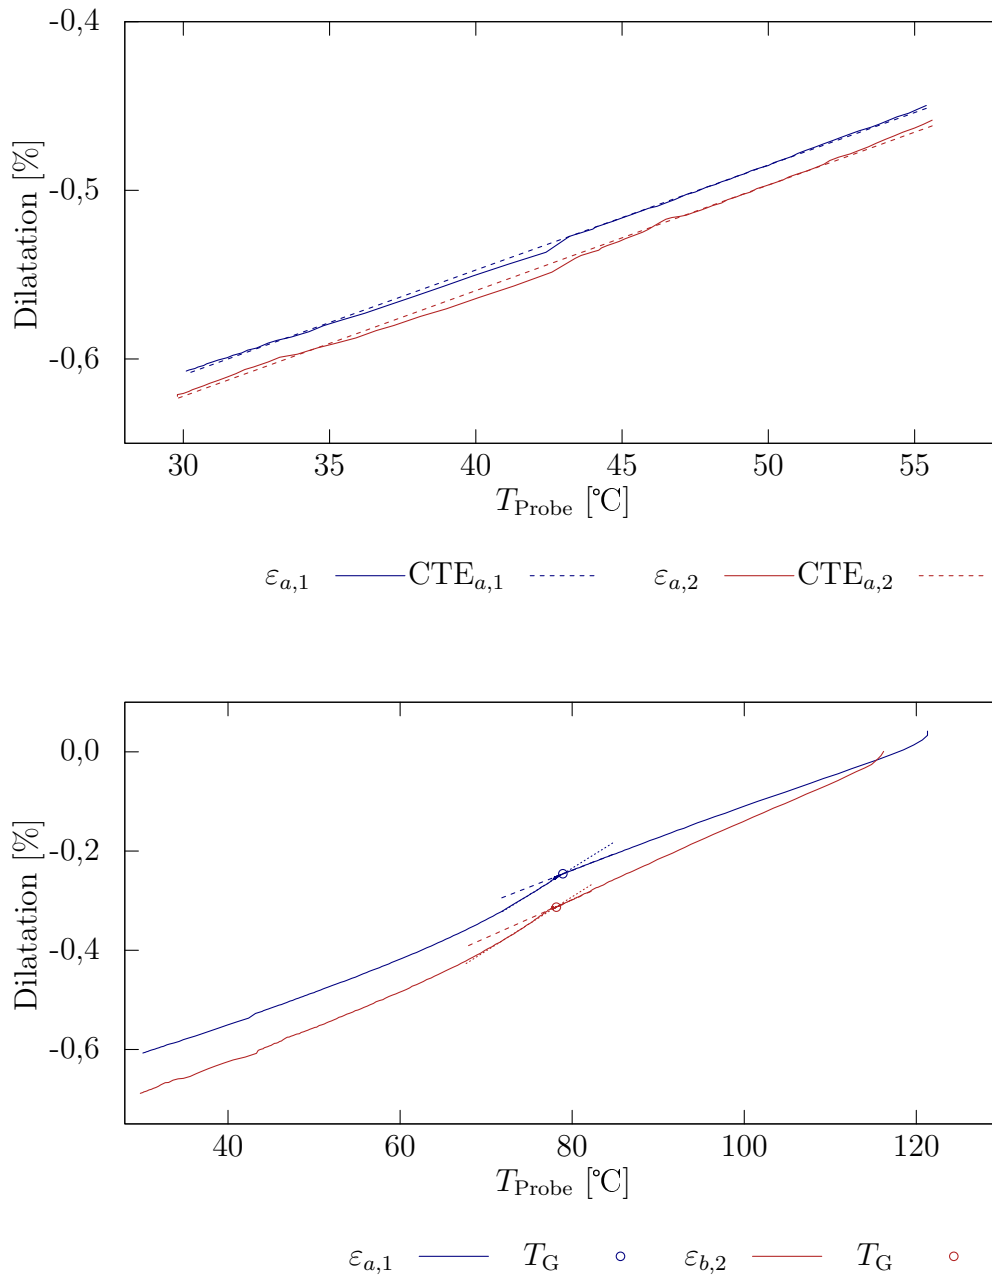 -0,4
-0,5
-0,6
Dilatation [%]
30 35 40 45 50 55
T_Probe [°C]
ε_a,1 CTE_a,1 ε_a,2 CTE_a,2
0,0
-0,2
-0,4
-0,6
Dilatation [%]
40 60 80 100 120
T_Probe [°C]
ε_a,1 T_G ε_b,2 T_G